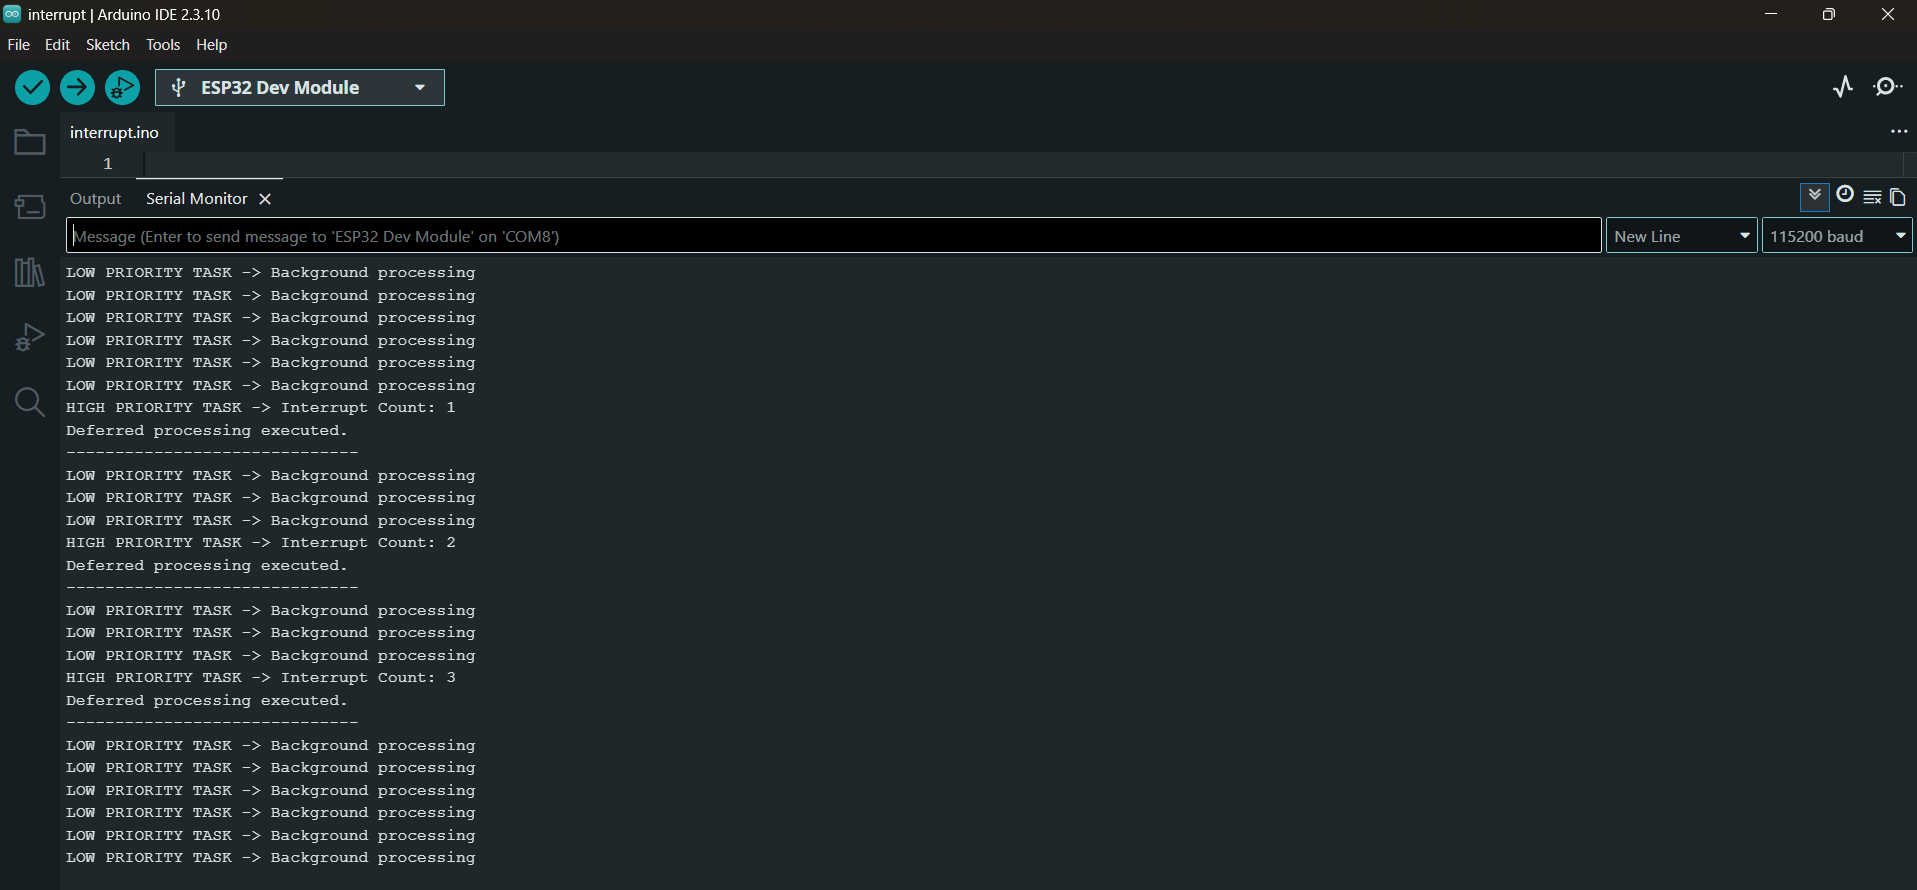 interrupt | Arduino IDE 2.3.10
File Edit Sketch Tools Help
ESP32 Dev Module
interrupt.ino
1
Output Serial Monitor
Message (Enter to send message to 'ESP32 Dev Module' on 'COM8')
New Line
115200 baud
LOW PRIORITY TASK -> Background processing
LOW PRIORITY TASK -> Background processing
LOW PRIORITY TASK -> Background processing
LOW PRIORITY TASK -> Background processing
LOW PRIORITY TASK -> Background processing
LOW PRIORITY TASK -> Background processing
HIGH PRIORITY TASK -> Interrupt Count: 1
Deferred processing executed.
------------------------------
LOW PRIORITY TASK -> Background processing
LOW PRIORITY TASK -> Background processing
LOW PRIORITY TASK -> Background processing
HIGH PRIORITY TASK -> Interrupt Count: 2
Deferred processing executed.
------------------------------
LOW PRIORITY TASK -> Background processing
LOW PRIORITY TASK -> Background processing
LOW PRIORITY TASK -> Background processing
HIGH PRIORITY TASK -> Interrupt Count: 3
Deferred processing executed.
------------------------------
LOW PRIORITY TASK -> Background processing
LOW PRIORITY TASK -> Background processing
LOW PRIORITY TASK -> Background processing
LOW PRIORITY TASK -> Background processing
LOW PRIORITY TASK -> Background processing
LOW PRIORITY TASK -> Background processing